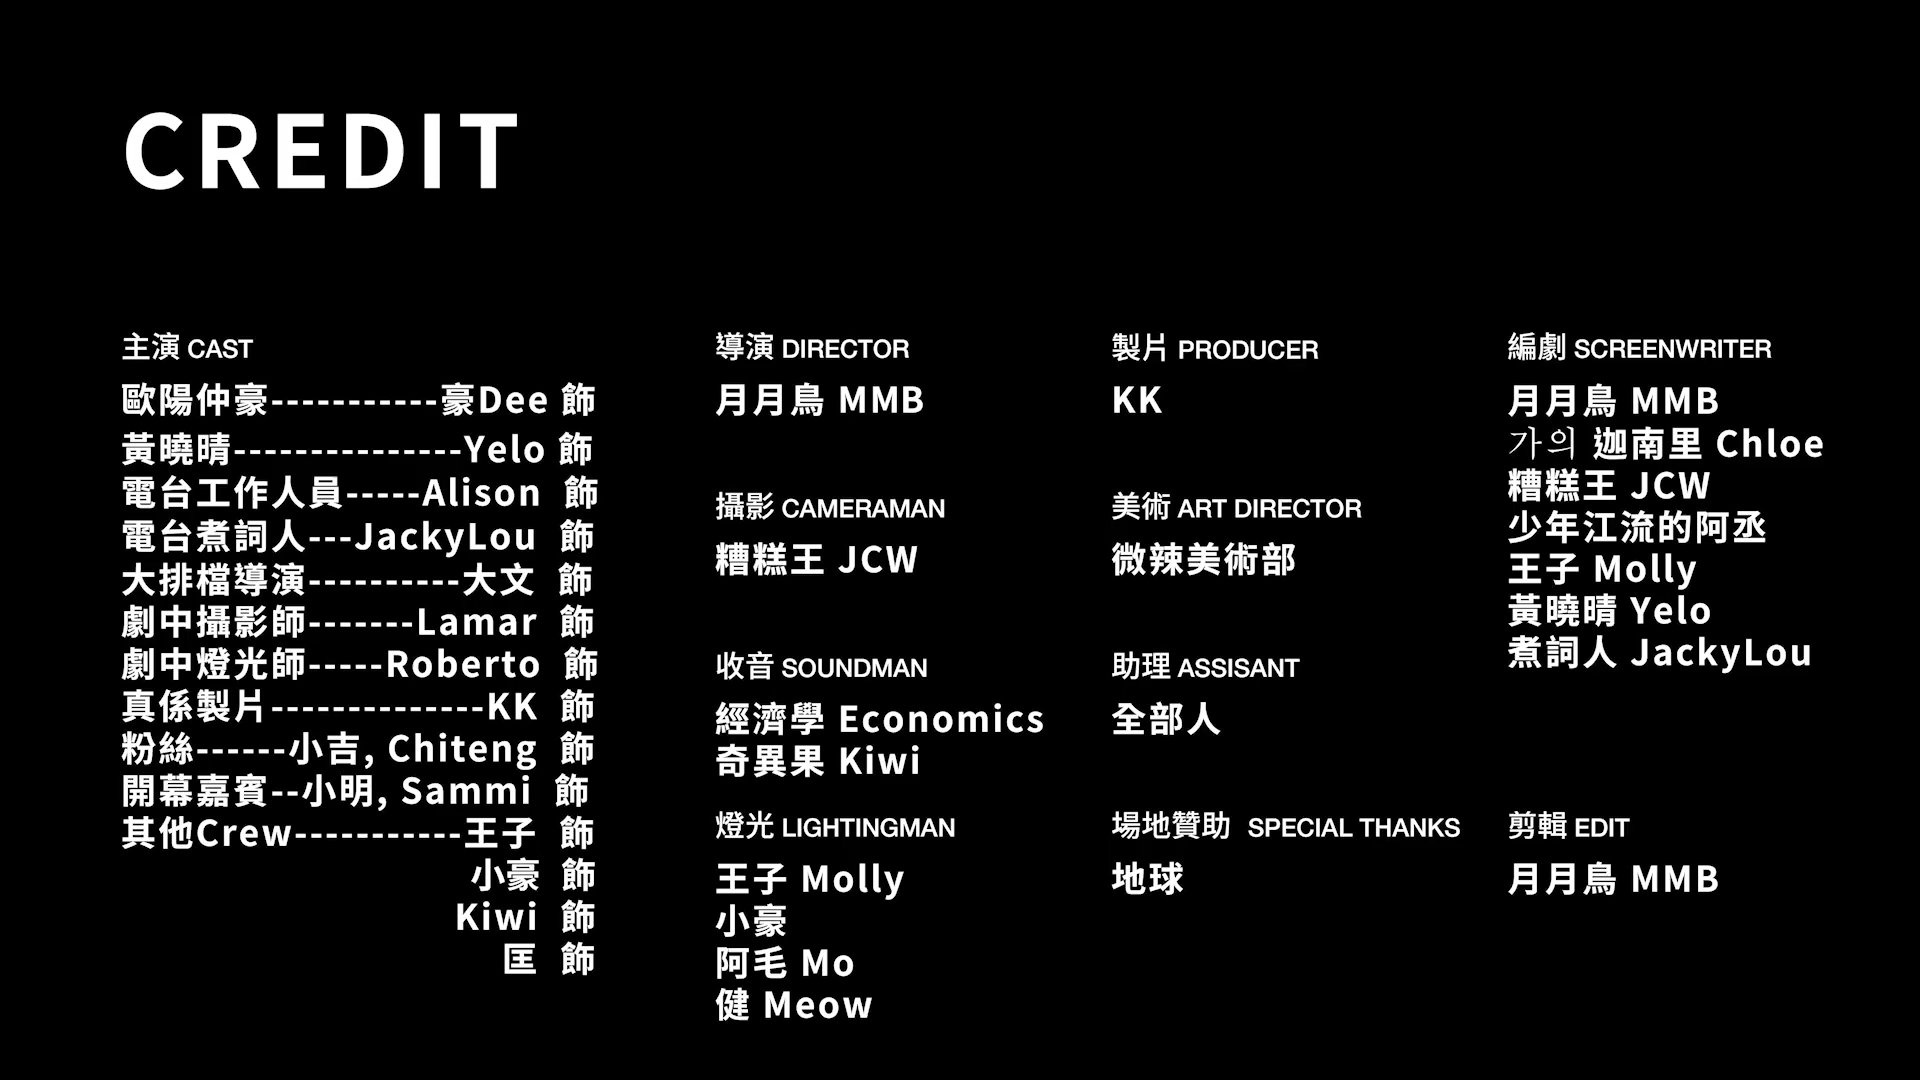 CREDIT
主演 CAST
歐陽仲豪-----------豪Dee 飾
黃曉晴---------------Yelo 飾
電台工作人員-----Alison 飾
電台煮詞人---JackyLou 飾
大排檔導演----------大文 飾
劇中攝影師-------Lamar 飾
劇中燈光師-----Roberto 飾
真係製片--------------KK 飾
粉絲------小吉, Chiteng 飾
開幕嘉賓--小明, Sammi 飾
其他Crew-----------王子 飾
小豪 飾
Kiwi 飾
匡 飾
導演 DIRECTOR
月月鳥 MMB
攝影 CAMERAMAN
糟糕王 JCW
收音 SOUNDMAN
經濟學 Economics
奇異果 Kiwi
燈光 LIGHTINGMAN
王子 Molly
小豪
阿毛 Mo
健 Meow
製片 PRODUCER
KK
美術 ART DIRECTOR
微辣美術部
助理 ASSISANT
全部人
場地贊助 SPECIAL THANKS
地球
編劇 SCREENWRITER
月月鳥 MMB
가의 迦南里 Chloe
糟糕王 JCW
少年江流的阿丞
王子 Molly
黃曉晴 Yelo
煮詞人 JackyLou
剪輯 EDIT
月月鳥 MMB